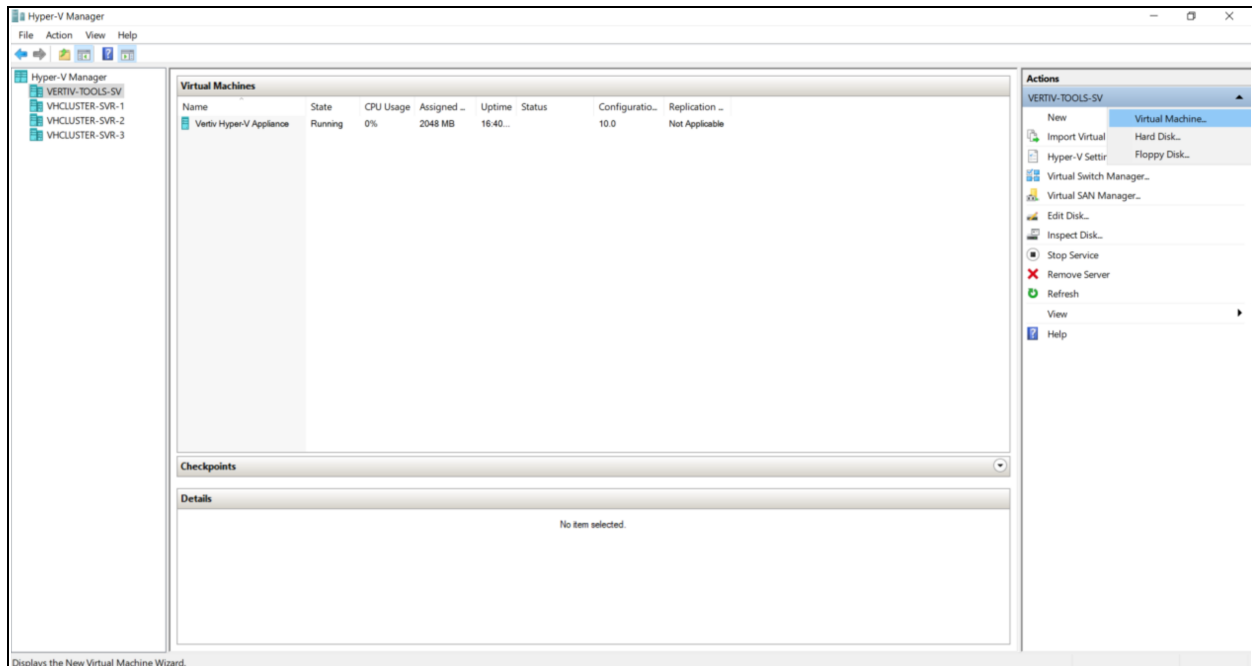 Hyper-V Manager
File Action View Help
Hyper-V Manager
VERTIV-TOOLS-SV
VHCLUSTER-SVR-1
VHCLUSTER-SVR-2
VHCLUSTER-SVR-3
Virtual Machines
Name State CPU Usage Assigned ... Uptime Status Configuratio... Replication ...
Vertiv Hyper-V Appliance Running 0% 2048 MB 16:40... 10.0 Not Applicable
Checkpoints
Details
No item selected.
Actions
VERTIV-TOOLS-SV
New
Virtual Machine...
Import Virtual
Hard Disk...
Hyper-V Settin
Floppy Disk...
Virtual Switch Manager...
Virtual SAN Manager...
Edit Disk...
Inspect Disk...
Stop Service
Remove Server
Refresh
View
Help
Displays the New Virtual Machine Wizard.